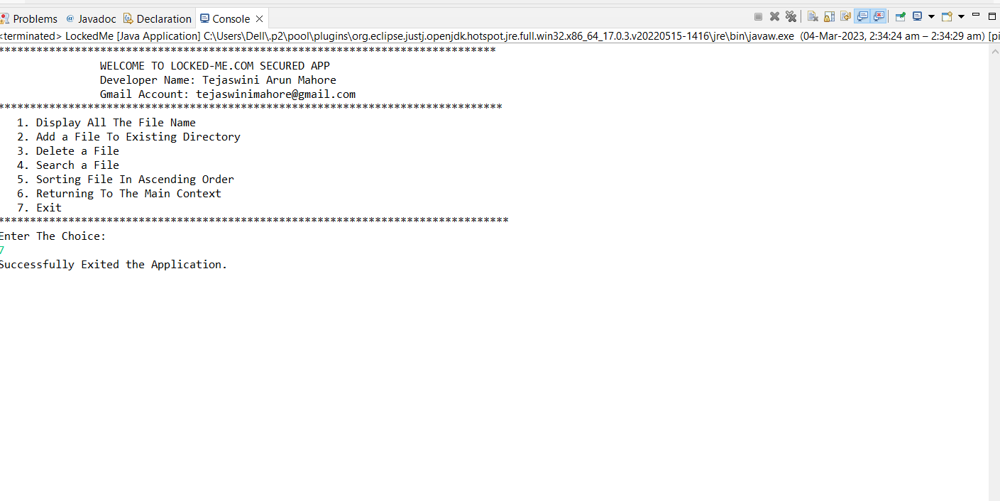 Problems @ Javadoc Declaration Console
<terminated> LockedMe [Java Application] C:\Users\Dell\.p2\pool\plugins\org.eclipse.justj.openjdk.hotspot.jre.full.win32.x86_64_17.0.3.v20220515-1416\jre\bin\javaw.exe (04-Mar-2023, 2:34:24 am – 2:34:29 am) [pi
******************************************************************************
WELCOME TO LOCKED-ME.COM SECURED APP
Developer Name: Tejaswini Arun Mahore
Gmail Account: tejaswinimahore@gmail.com
*******************************************************************************
1. Display All The File Name
2. Add a File To Existing Directory
3. Delete a File
4. Search a File
5. Sorting File In Ascending Order
6. Returning To The Main Context
7. Exit
********************************************************************************
Enter The Choice:
7
Successfully Exited the Application.